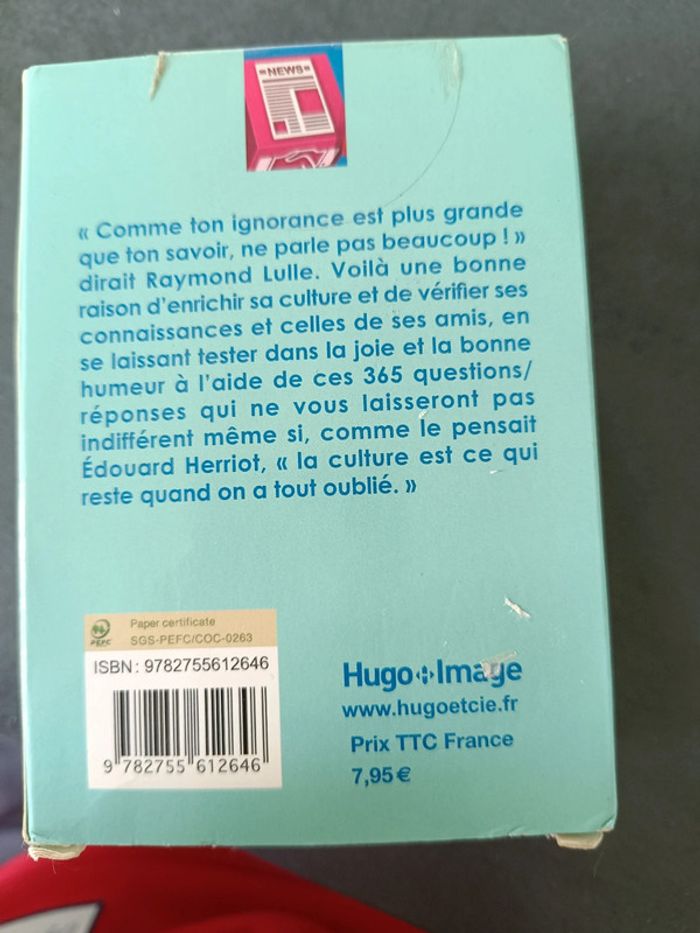 NEWS
« Comme ton ignorance est plus grande
que ton savoir, ne parle pas beaucoup ! »
dirait Raymond Lulle. Voilà une bonne
raison d'enrichir sa culture et de vérifier ses
connaissances et celles de ses amis, en
se laissant tester dans la joie et la bonne
humeur à l'aide de ces 365 questions/
réponses qui ne vous laisseront pas
indifférent même si, comme le pensait
Édouard Herriot, « la culture est ce qui
reste quand on a tout oublié. »
Paper certificate
PEFC SGS-PEFC/COC-0263
ISBN : 9782755612646
9 782755 612646
Hugo Image
www.hugoetcie.fr
Prix TTC France
7,95 €